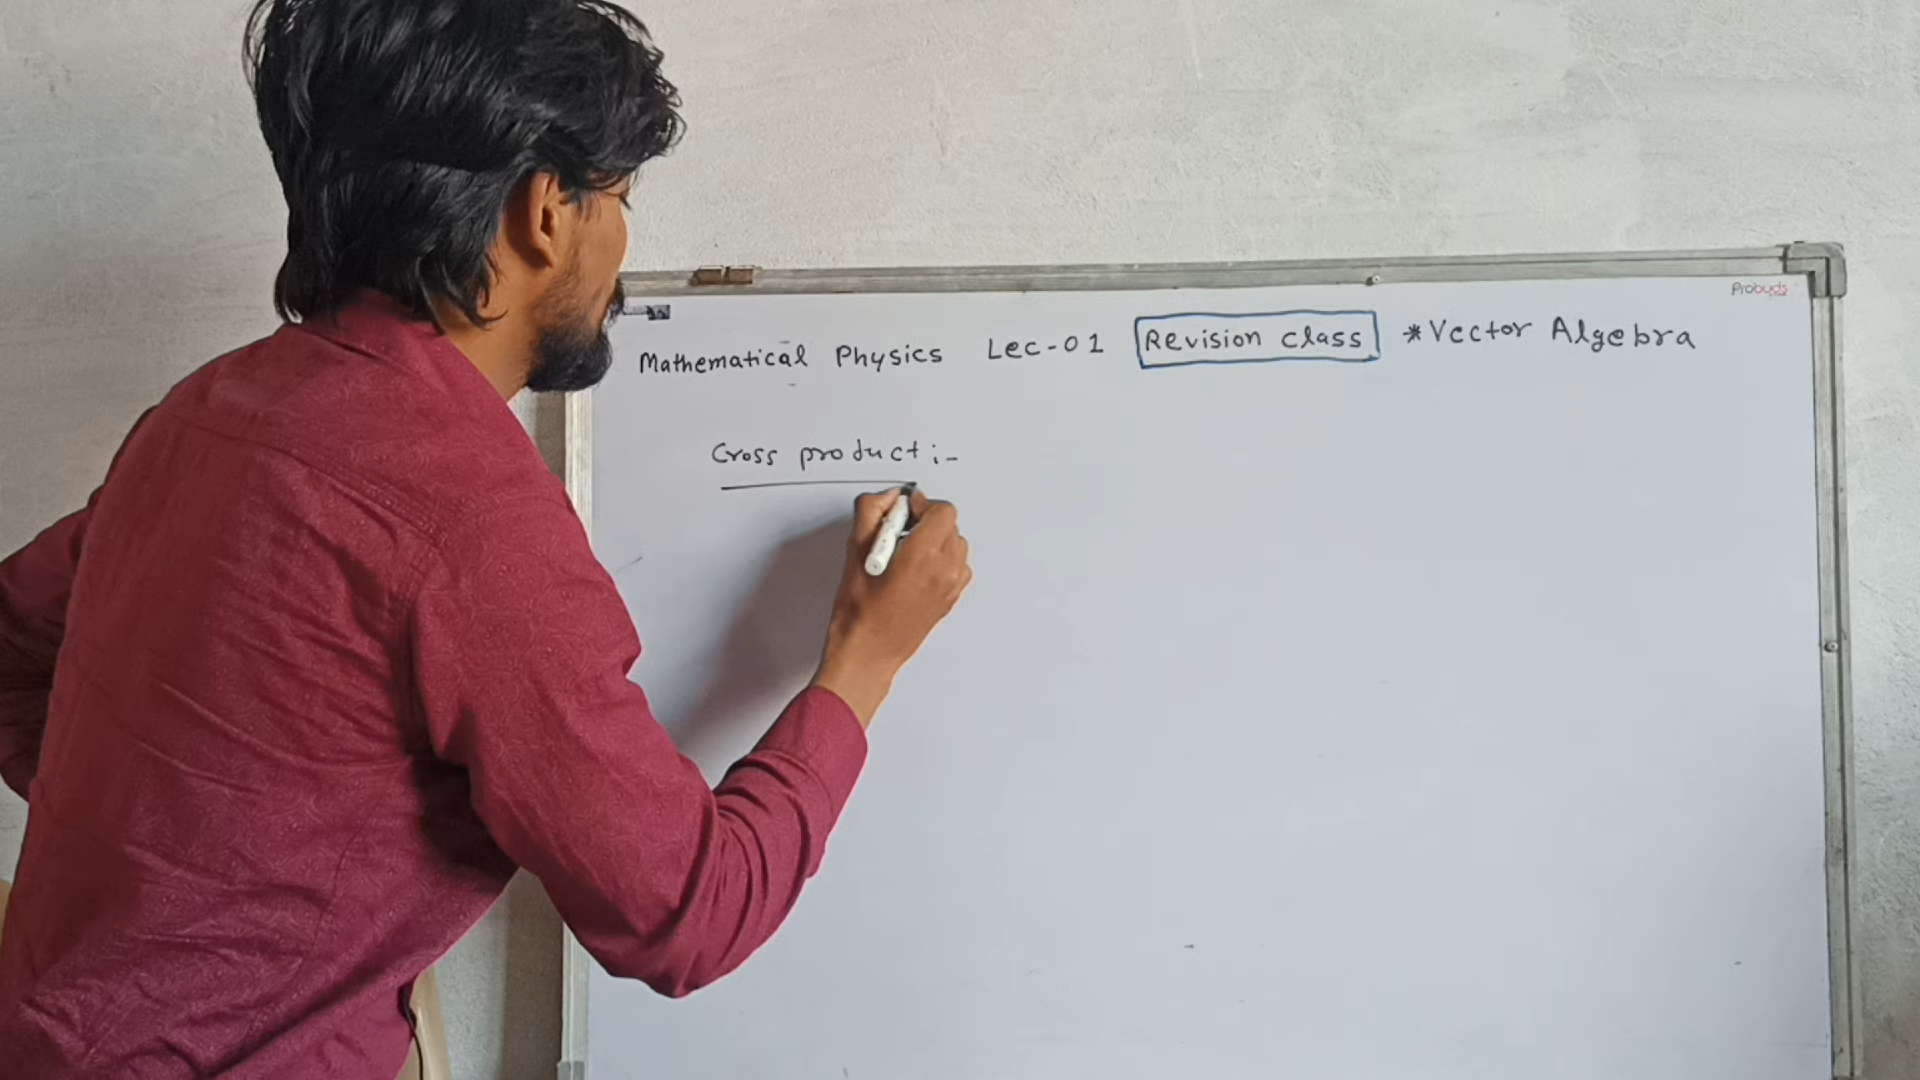 Probuds
Mathematical Physics Lec-01 Revision class *Vector Algebra
Cross product :-